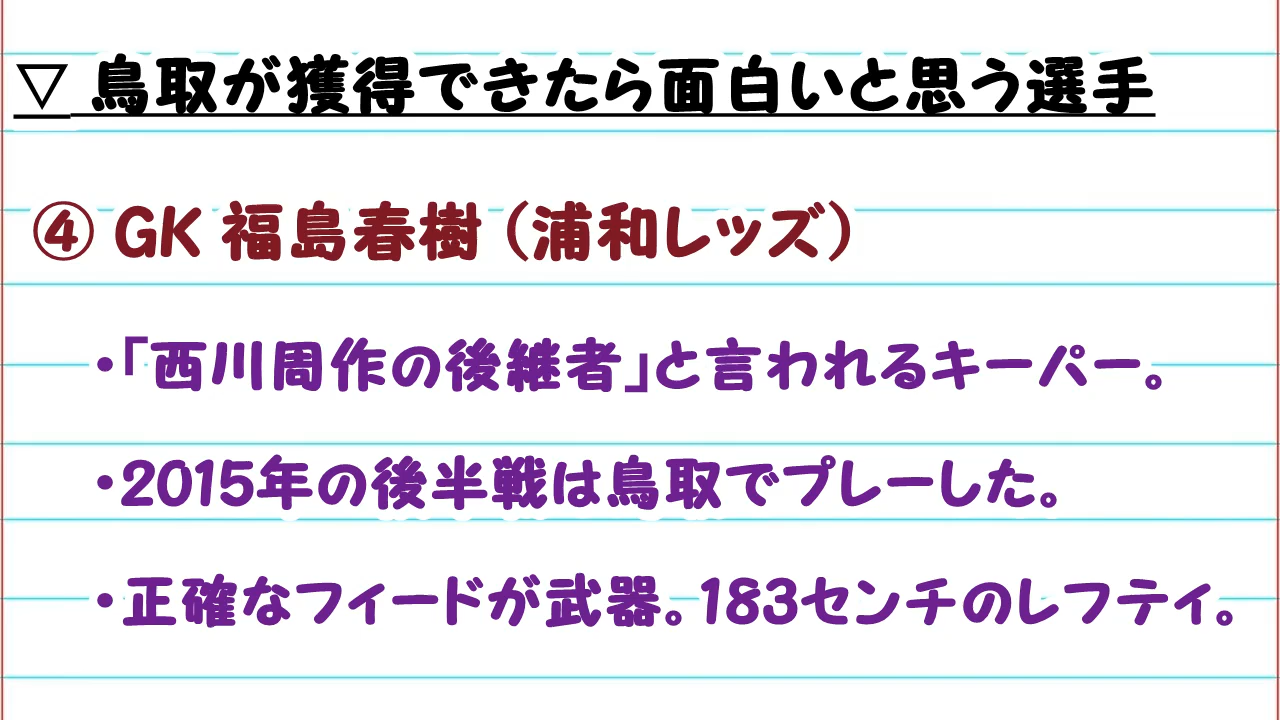 ▽ 鳥取が獲得できたら面白いと思う選手
④ GK 福島春樹 (浦和レッズ)
・「西川周作の後継者」と言われるキーパー。
・2015年の後半戦は鳥取でプレーした。
・正確なフィードが武器。183センチのレフティ。